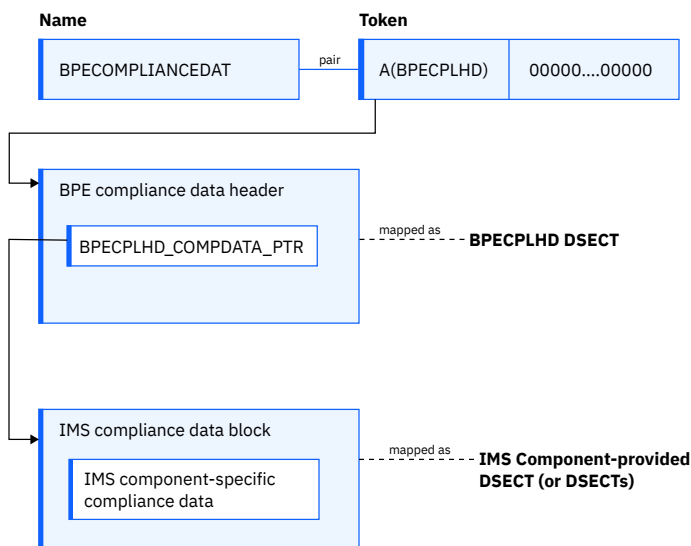 Name
Token
BPECOMPLIANCEDAT
pair
A(BPECPLHD)
00000....00000
BPE compliance data header
BPECPLHD_COMPDATA_PTR
mapped as
BPECPLHD DSECT
IMS compliance data block
IMS component-specific
compliance data
mapped as
IMS Component-provided
DSECT (or DSECTs)